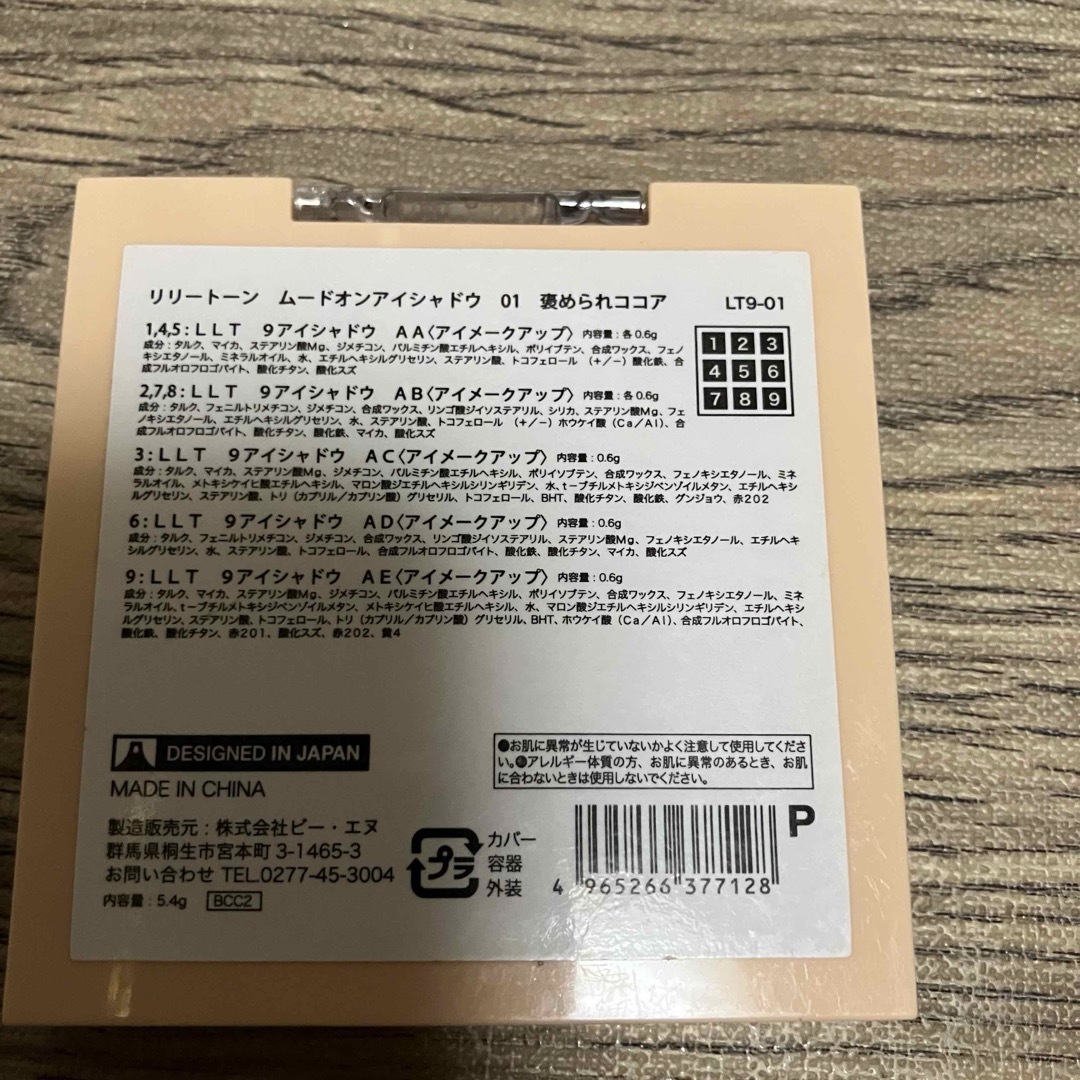 リリートーン ムードオンアイシャドウ 01 褒められココア LT9-01
1,4,5:LLT 9アイシャドウ AA〈アイメークアップ〉内容量:各0.6g
成分:タルク、マイカ、ステアリン酸Mg、ジメチコン、パルミチン酸エチルヘキシル、ポリイプテン、合成ワックス、フェノ
キシエタノール、ミネラルオイル、水、エチルヘキシルグリセリン、ステアリン酸、トコフェロール (+/−)酸化鉄、合
成フルオロフロゴパイト、酸化チタン、酸化スズ
2,7,8:LLT 9アイシャドウ AB〈アイメークアップ〉内容量:各0.6g
成分:タルク、フェニルトリメチコン、ジメチコン、合成ワックス、リンゴ酸ジイソステアリル、シリカ、ステアリン酸Mg、フェ
ノキシエタノール、エチルヘキシルグリセリン、水、ステアリン酸、トコフェロール (+/−)ホウケイ酸(Ca/Al)、合
成フルオロフロゴパイト、酸化チタン、酸化鉄、マイカ、酸化スズ
3:LLT 9アイシャドウ AC〈アイメークアップ〉内容量:0.6g
成分:タルク、マイカ、ステアリン酸Mg、ジメチコン、パルミチン酸エチルヘキシル、ポリイソプテン、合成ワックス、フェノキシエタノール、ミネ
ラルオイル、メトキシケイヒ酸エチルヘキシル、マロン酸ジエチルヘキシルシリンギリデン、水、t−ブチルメトキシジベンゾイルメタン、エチルヘキシ
ルグリセリン、ステアリン酸、トリ(カプリル/カプリン酸)グリセリル、トコフェロール、BHT、酸化チタン、酸化鉄、グンジョウ、赤202
6:LLT 9アイシャドウ AD〈アイメークアップ〉内容量:0.6g
成分:タルク、フェニルトリメチコン、ジメチコン、合成ワックス、リンゴ酸ジイソステアリル、ステアリン酸Mg、フェノキシエタノール、エチルヘキ
シルグリセリン、水、ステアリン酸、トコフェロール、合成フルオロフロゴパイト、酸化鉄、酸化チタン、マイカ、酸化スズ
9:LLT 9アイシャドウ AE〈アイメークアップ〉内容量:0.6g
成分:タルク、マイカ、ステアリン酸Mg、ジメチコン、パルミチン酸エチルヘキシル、ポリイソブテン、合成ワックス、フェノキシエタノール、ミネ
ラルオイル、t−ブチルメトキシジベンゾイルメタン、メトキシケイヒ酸エチルヘキシル、水、マロン酸ジエチルヘキシルシリンギリデン、エチルヘキシ
ルグリセリン、ステアリン酸、トコフェロール、トリ(カプリル/カプリン酸)グリセリル、BHT、ホウケイ酸(Ca/Al)、合成フルオロフロゴパイト、
酸化鉄、酸化チタン、赤201、酸化スズ、赤202、黄4
1 2 3
4 5 6
7 8 9
DESIGNED IN JAPAN
MADE IN CHINA
製造販売元:株式会社ビー・エヌ
群馬県桐生市宮本町3-1465-3
お問い合わせ TEL.0277-45-3004
内容量:5.4g BCC2
プラ
カバー
容器
外装
●お肌に異常が生じていないかよく注意して使用してくださ
い。●アレルギー体質の方、お肌に異常のあるとき、お肌
に合わないときは使用しないでください。
P
4 965266 377128